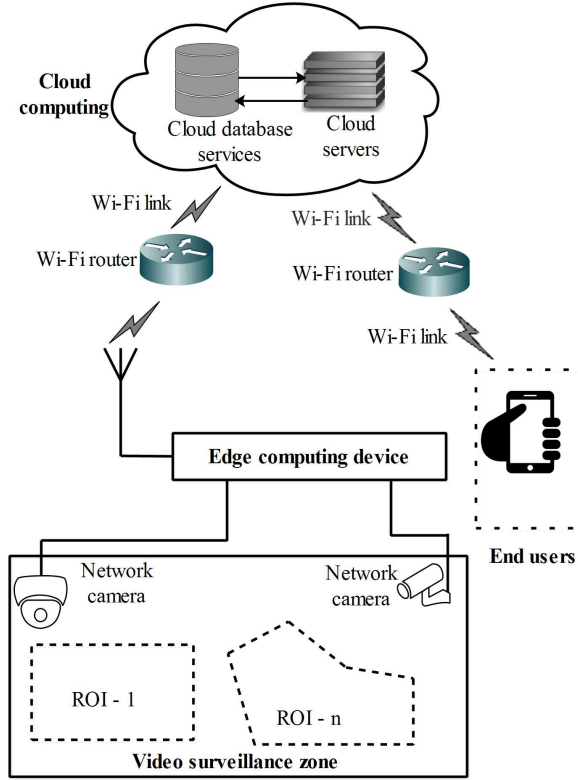 Cloud
computing
Cloud database
services
Cloud
servers
Wi-Fi link
Wi-Fi link
Wi-Fi router
Wi-Fi router
Wi-Fi link
Edge computing device
End users
Network
camera
Network
camera
ROI - 1
ROI - n
Video surveillance zone